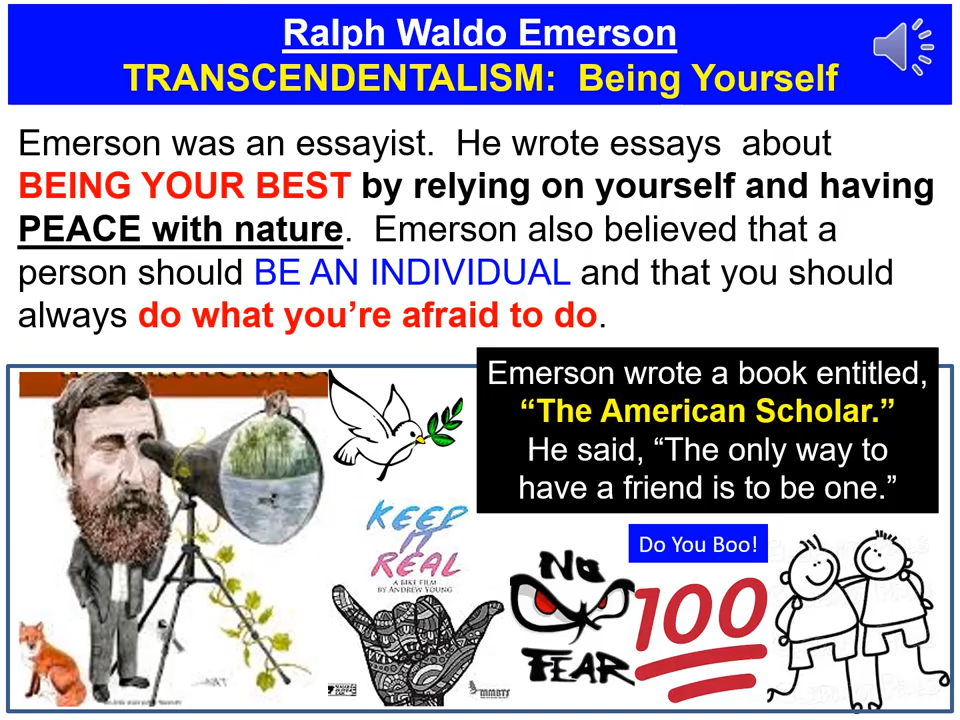 Ralph Waldo Emerson
TRANSCENDENTALISM:  Being Yourself
Emerson was an essayist.  He wrote essays  about
BEING YOUR BEST by relying on yourself and having
PEACE with nature.  Emerson also believed that a
person should BE AN INDIVIDUAL and that you should
always do what you’re afraid to do.
Emerson wrote a book entitled,
“The American Scholar.”
He said, “The only way to
have a friend is to be one.”
KEEP
IT
REAL
A BIKE FILM
BY ANDREW YOUNG
Do You Boo!
No
FEAR
100